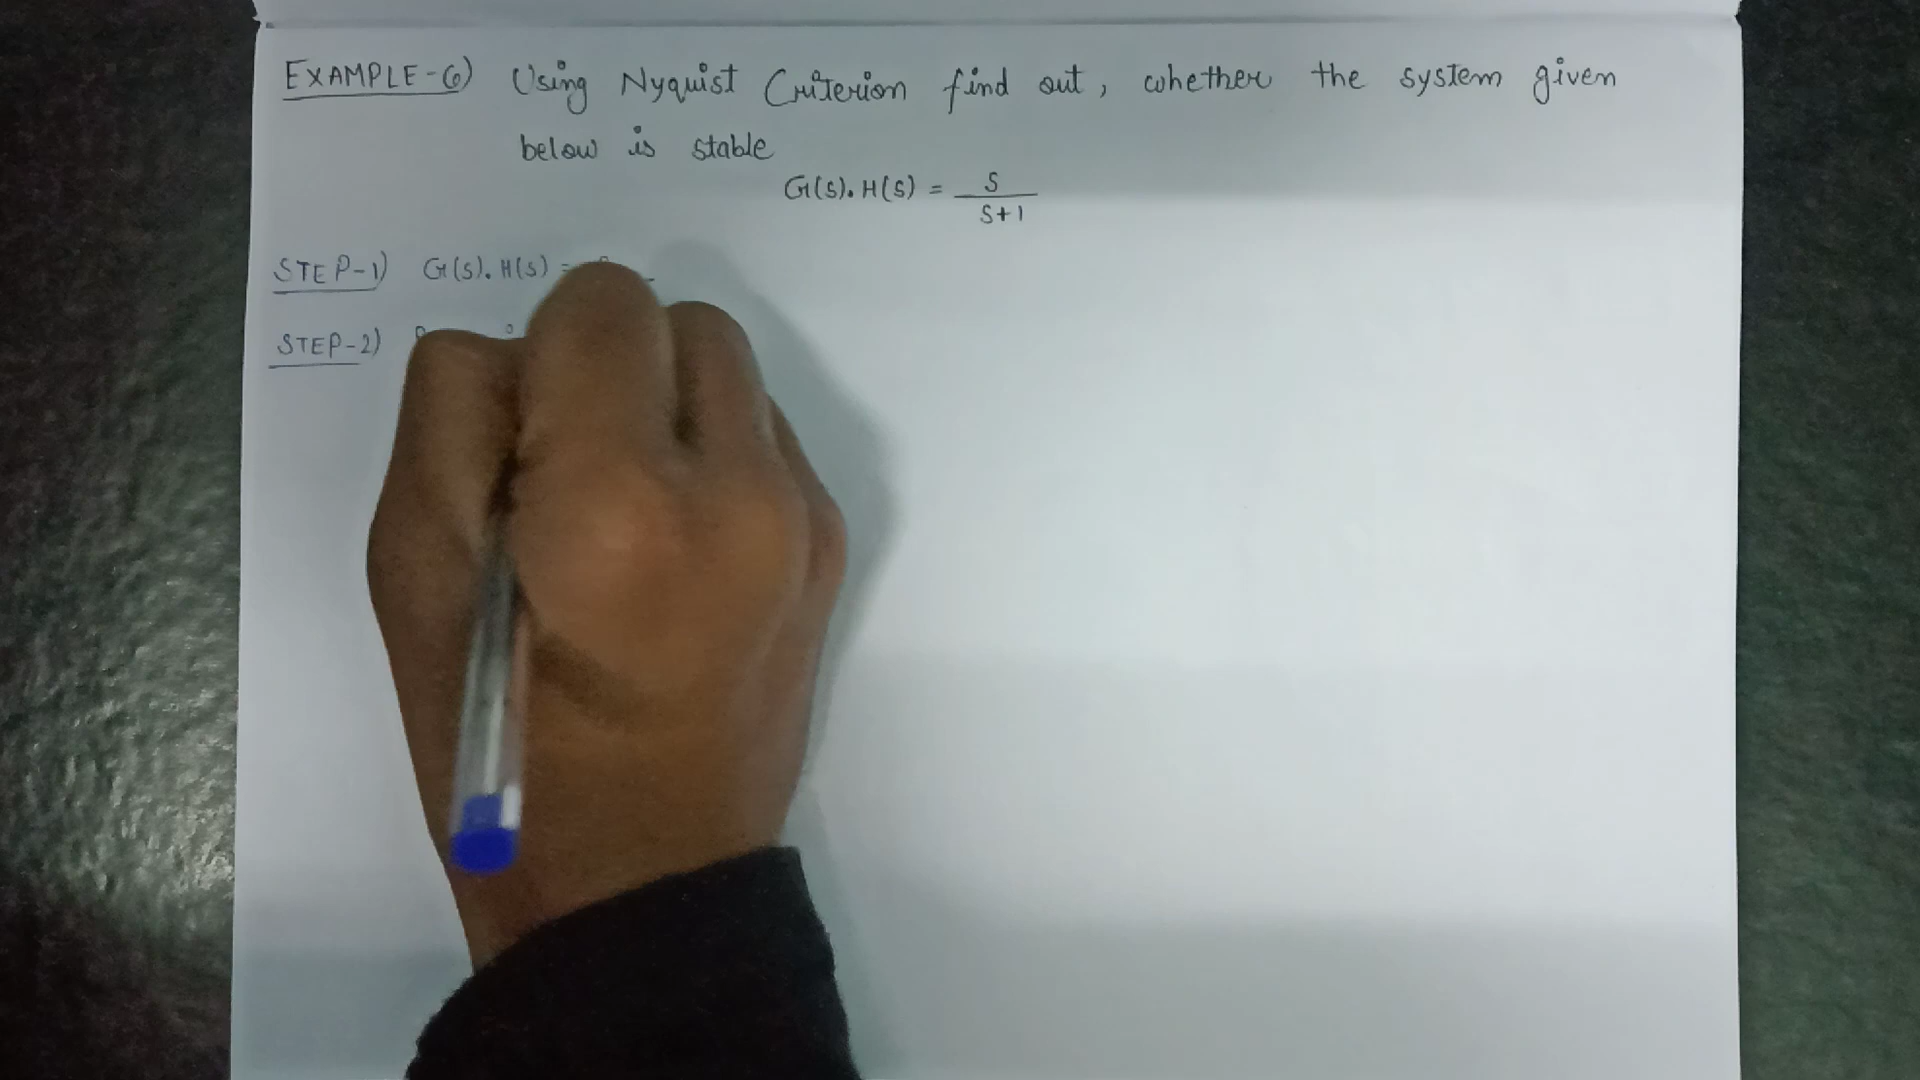 EXAMPLE-6) Using Nyquist Criterion find out, whether the system given
below is stable
G(s).H(s) = s
s+1
STEP-1) G(s).H(s) =
STEP-2)